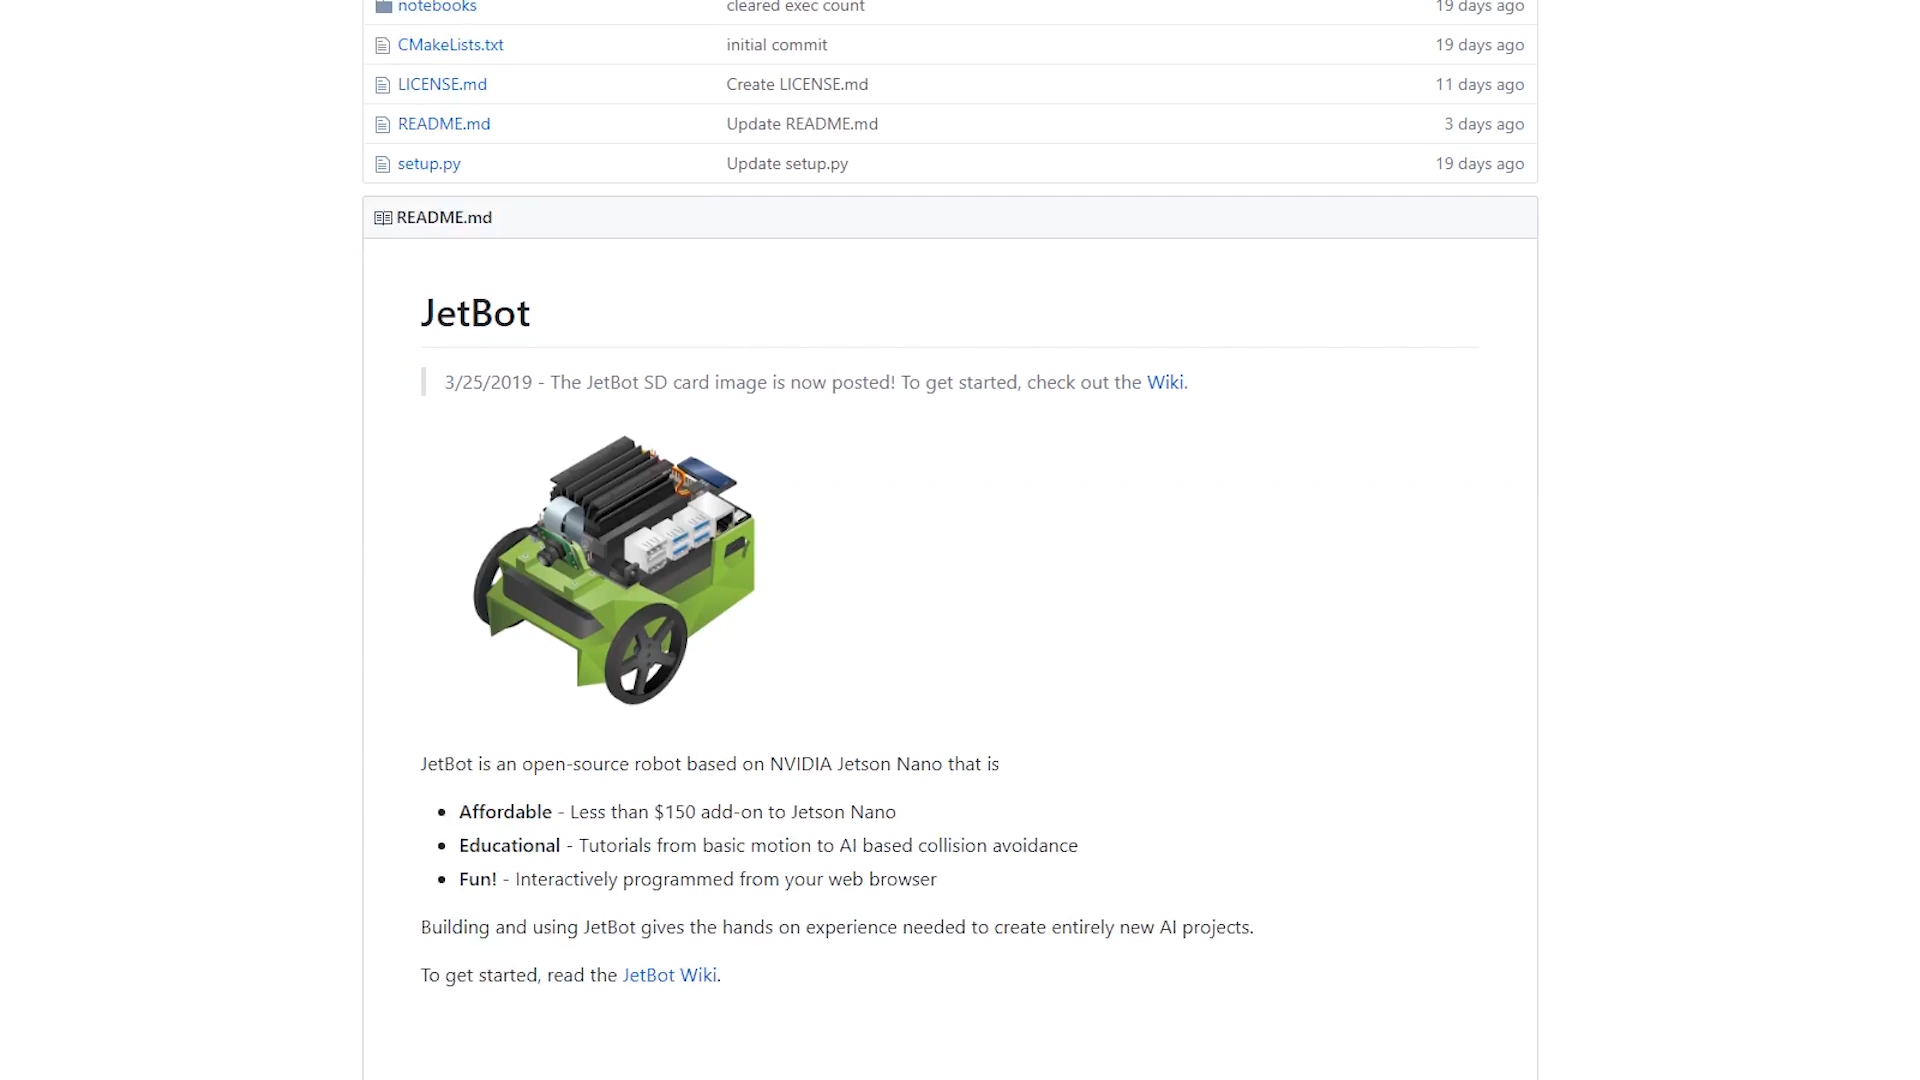 notebooks cleared exec count 19 days ago
CMakeLists.txt initial commit 19 days ago
LICENSE.md Create LICENSE.md 11 days ago
README.md Update README.md 3 days ago
setup.py Update setup.py 19 days ago
README.md
JetBot
3/25/2019 - The JetBot SD card image is now posted! To get started, check out the Wiki.
JetBot is an open-source robot based on NVIDIA Jetson Nano that is
• Affordable - Less than $150 add-on to Jetson Nano
• Educational - Tutorials from basic motion to AI based collision avoidance
• Fun! - Interactively programmed from your web browser
Building and using JetBot gives the hands on experience needed to create entirely new AI projects.
To get started, read the JetBot Wiki.